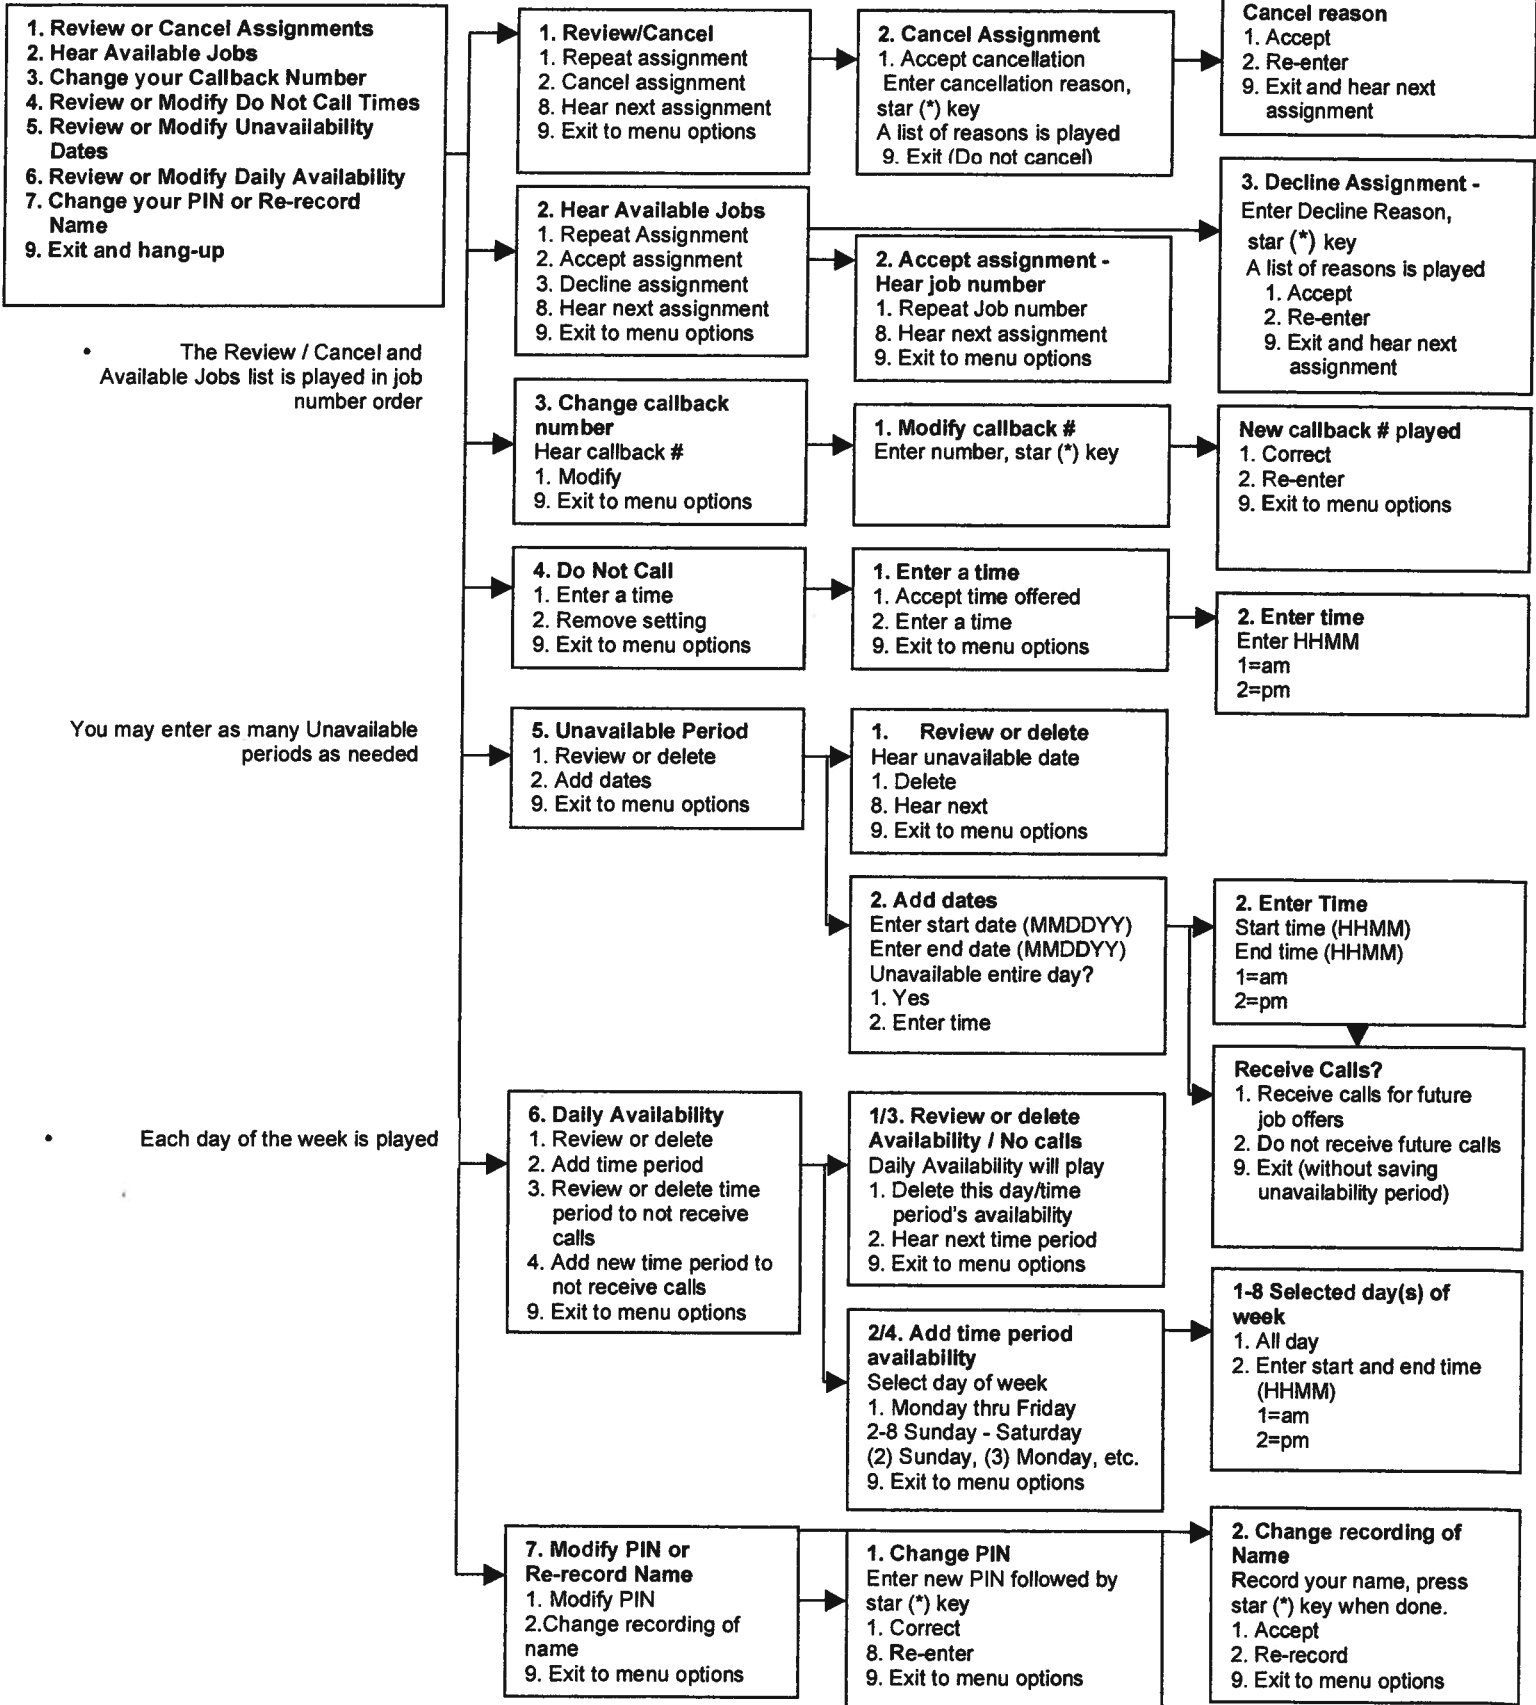 1. Review or Cancel Assignments
2. Hear Available Jobs
3. Change your Callback Number
4. Review or Modify Do Not Call Times
5. Review or Modify Unavailability
Dates
6. Review or Modify Daily Availability
7. Change your PIN or Re-record
Name
9. Exit and hang-up
1. Review/Cancel
1. Repeat assignment
2. Cancel assignment
8. Hear next assignment
9. Exit to menu options
2. Cancel Assignment
1. Accept cancellation
Enter cancellation reason,
star (*) key
A list of reasons is played
9. Exit (Do not cancel)
Cancel reason
1. Accept
2. Re-enter
9. Exit and hear next
assignment
• The Review / Cancel and
Available Jobs list is played in job
number order
2. Hear Available Jobs
1. Repeat Assignment
2. Accept assignment
3. Decline assignment
8. Hear next assignment
9. Exit to menu options
2. Accept assignment -
Hear job number
1. Repeat Job number
8. Hear next assignment
9. Exit to menu options
3. Decline Assignment -
Enter Decline Reason,
star (*) key
A list of reasons is played
1. Accept
2. Re-enter
9. Exit and hear next
assignment
3. Change callback
number
Hear callback #
1. Modify
9. Exit to menu options
1. Modify callback #
Enter number, star (*) key
New callback # played
1. Correct
2. Re-enter
9. Exit to menu options
4. Do Not Call
1. Enter a time
2. Remove setting
9. Exit to menu options
1. Enter a time
1. Accept time offered
2. Enter a time
9. Exit to menu options
2. Enter time
Enter HHMM
1=am
2=pm
You may enter as many Unavailable
periods as needed
5. Unavailable Period
1. Review or delete
2. Add dates
9. Exit to menu options
1. Review or delete
Hear unavailable date
1. Delete
8. Hear next
9. Exit to menu options
2. Add dates
Enter start date (MMDDYY)
Enter end date (MMDDYY)
Unavailable entire day?
1. Yes
2. Enter time
2. Enter Time
Start time (HHMM)
End time (HHMM)
1=am
2=pm
Receive Calls?
1. Receive calls for future
job offers
2. Do not receive future calls
9. Exit (without saving
unavailability period)
• Each day of the week is played
6. Daily Availability
1. Review or delete
2. Add time period
3. Review or delete time
period to not receive
calls
4. Add new time period to
not receive calls
9. Exit to menu options
1/3. Review or delete
Availability / No calls
Daily Availability will play
1. Delete this day/time
period's availability
2. Hear next time period
9. Exit to menu options
2/4. Add time period
availability
Select day of week
1. Monday thru Friday
2-8 Sunday - Saturday
(2) Sunday, (3) Monday, etc.
9. Exit to menu options
1-8 Selected day(s) of
week
1. All day
2. Enter start and end time
(HHMM)
1=am
2=pm
7. Modify PIN or
Re-record Name
1. Modify PIN
2.Change recording of
name
9. Exit to menu options
1. Change PIN
Enter new PIN followed by
star (*) key
1. Correct
8. Re-enter
9. Exit to menu options
2. Change recording of
Name
Record your name, press
star (*) key when done.
1. Accept
2. Re-record
9. Exit to menu options